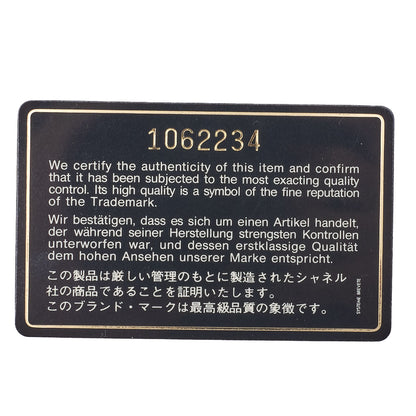 1062234
We certify the authenticity of this item and confirm
that it has been subjected to the most exacting quality
control. Its high quality is a symbol of the fine reputation
of the Trademark.
Wir bestätigen, dass es sich um einen Artikel handelt,
der während seiner Herstellung strengsten Kontrollen
unterworfen war, und dessen erstklassige Qualität
dem hohen Ansehen unserer Marke entspricht.
この製品は厳しい管理のもとに製造されたシャネル
社の商品であることを証明いたします。
このブランド・マークは最高級品質の象徴です。